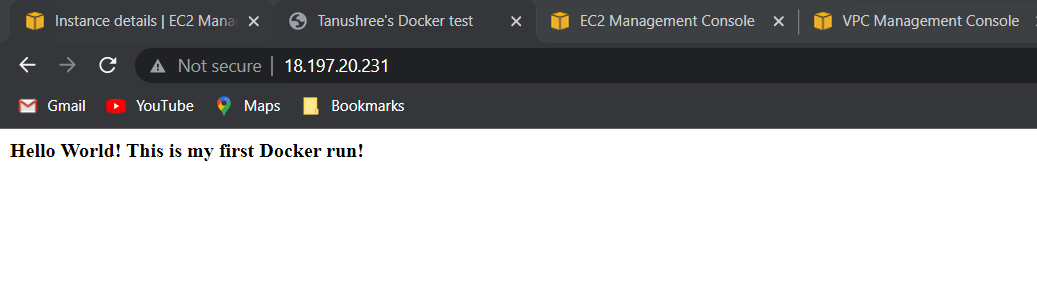 Instance details | EC2 Mana
Tanushree's Docker test
EC2 Management Console
VPC Management Console
Not secure | 18.197.20.231
Gmail
YouTube
Maps
Bookmarks
Hello World! This is my first Docker run!